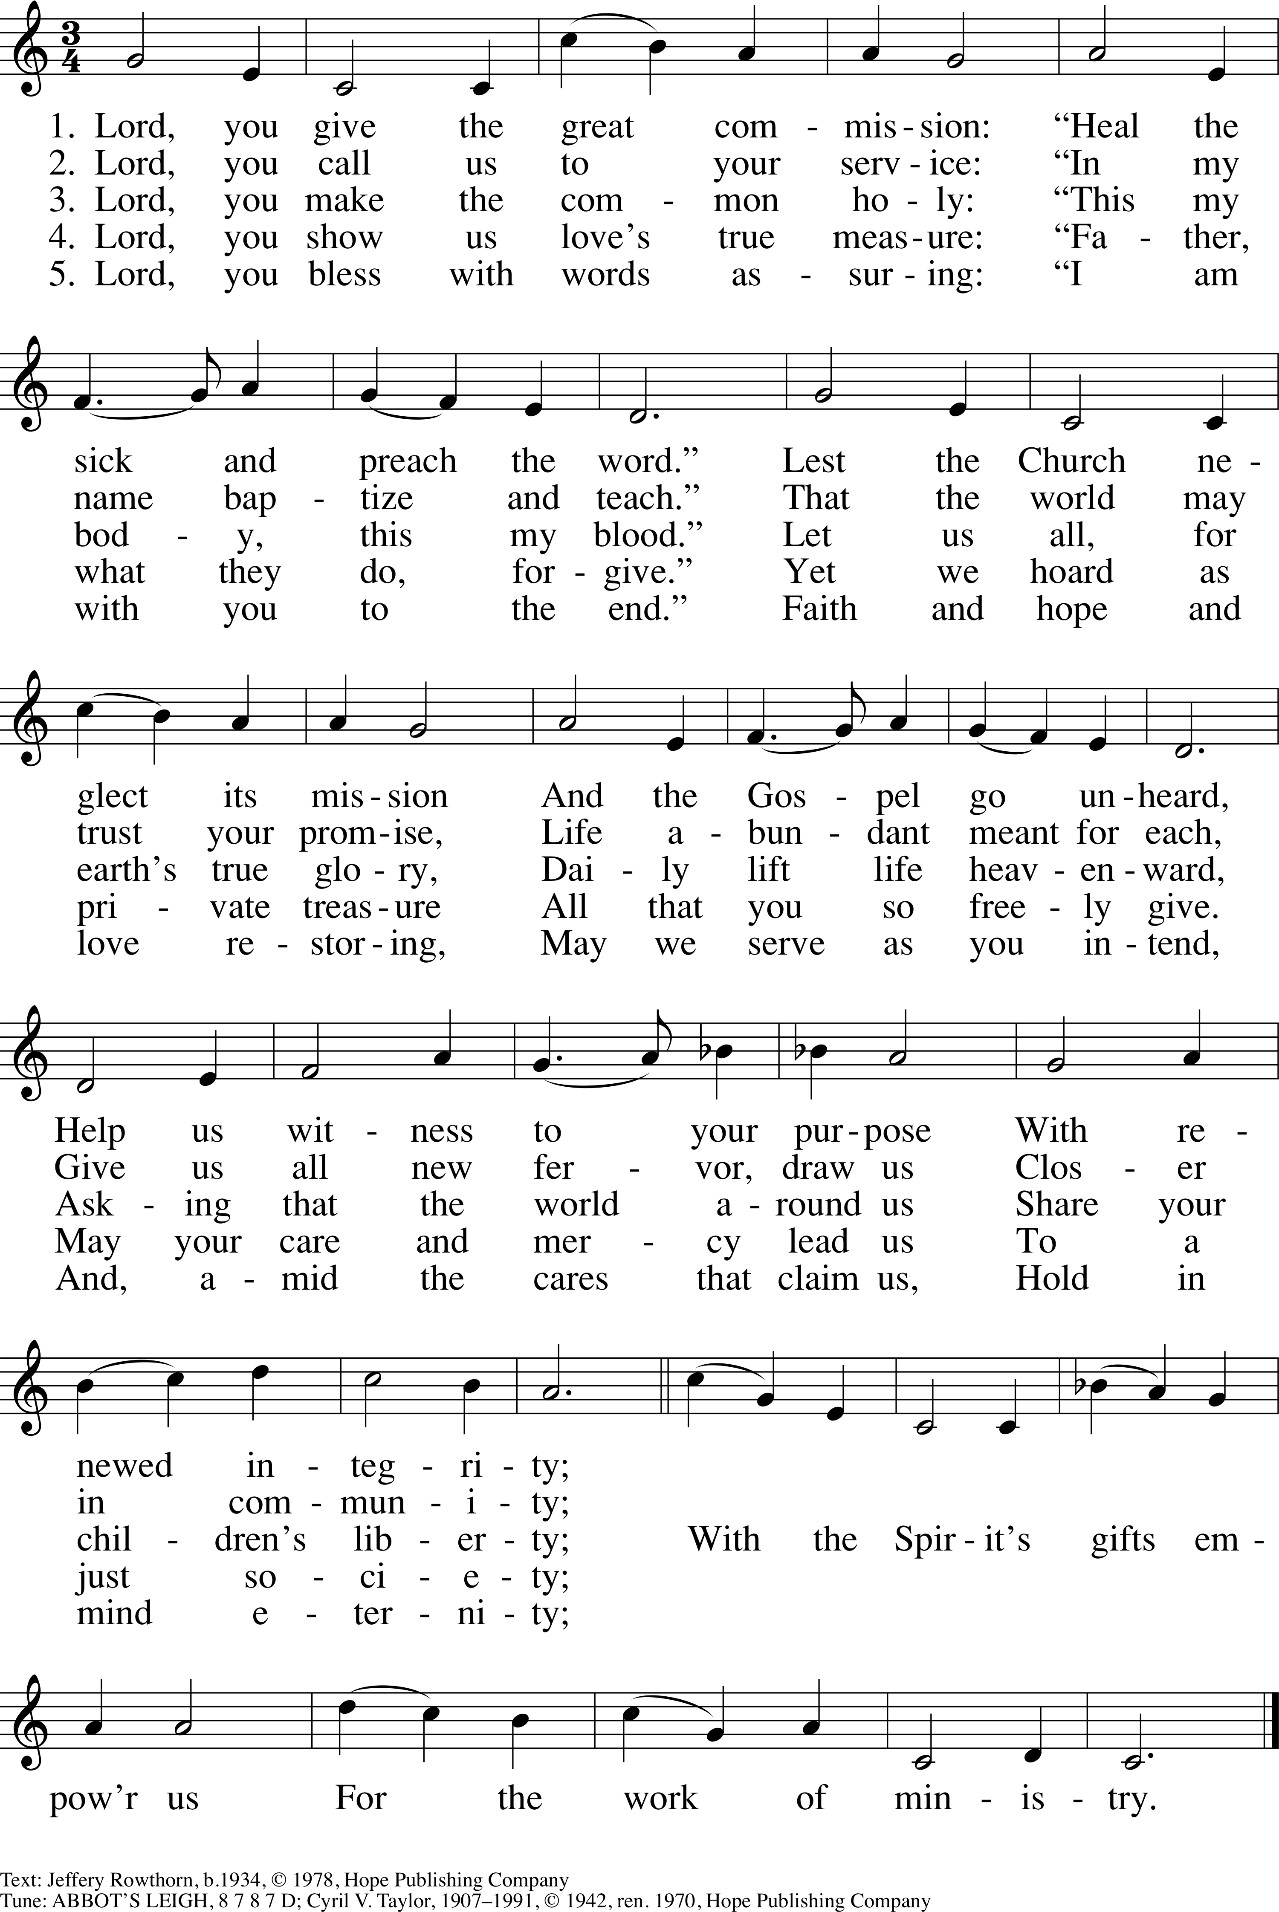 3
4
1. Lord, you give the great com - mis - sion: “Heal the
2. Lord, you call us to your serv - ice: “In my
3. Lord, you make the com - mon ho - ly: “This my
4. Lord, you show us love’s true meas - ure: “Fa - ther,
5. Lord, you bless with words as - sur - ing: “I am
sick and preach the word.” Lest the Church ne -
name bap - tize and teach.” That the world may
bod - y, this my blood.” Let us all, for
what they do, for - give.” Yet we hoard as
with you to the end.” Faith and hope and
glect its mis - sion And the Gos - pel go un - heard,
trust your prom - ise, Life a - bun - dant meant for each,
earth’s true glo - ry, Dai - ly lift life heav - en - ward,
pri - vate treas - ure All that you so free - ly give.
love re - stor - ing, May we serve as you in - tend,
Help us wit - ness to your pur - pose With re -
Give us all new fer - vor, draw us Clos - er
Ask - ing that the world a - round us Share your
May your care and mer - cy lead us To a
And, a - mid the cares that claim us, Hold in
newed in - teg - ri - ty;
in com - mun - i - ty;
chil - dren’s lib - er - ty; With the Spir - it’s gifts em -
just so - ci - e - ty;
mind e - ter - ni - ty;
pow’r us For the work of min - is - try.
Text: Jeffery Rowthorn, b.1934, © 1978, Hope Publishing Company
Tune: ABBOT’S LEIGH, 8 7 8 7 D; Cyril V. Taylor, 1907–1991, © 1942, ren. 1970, Hope Publishing Company